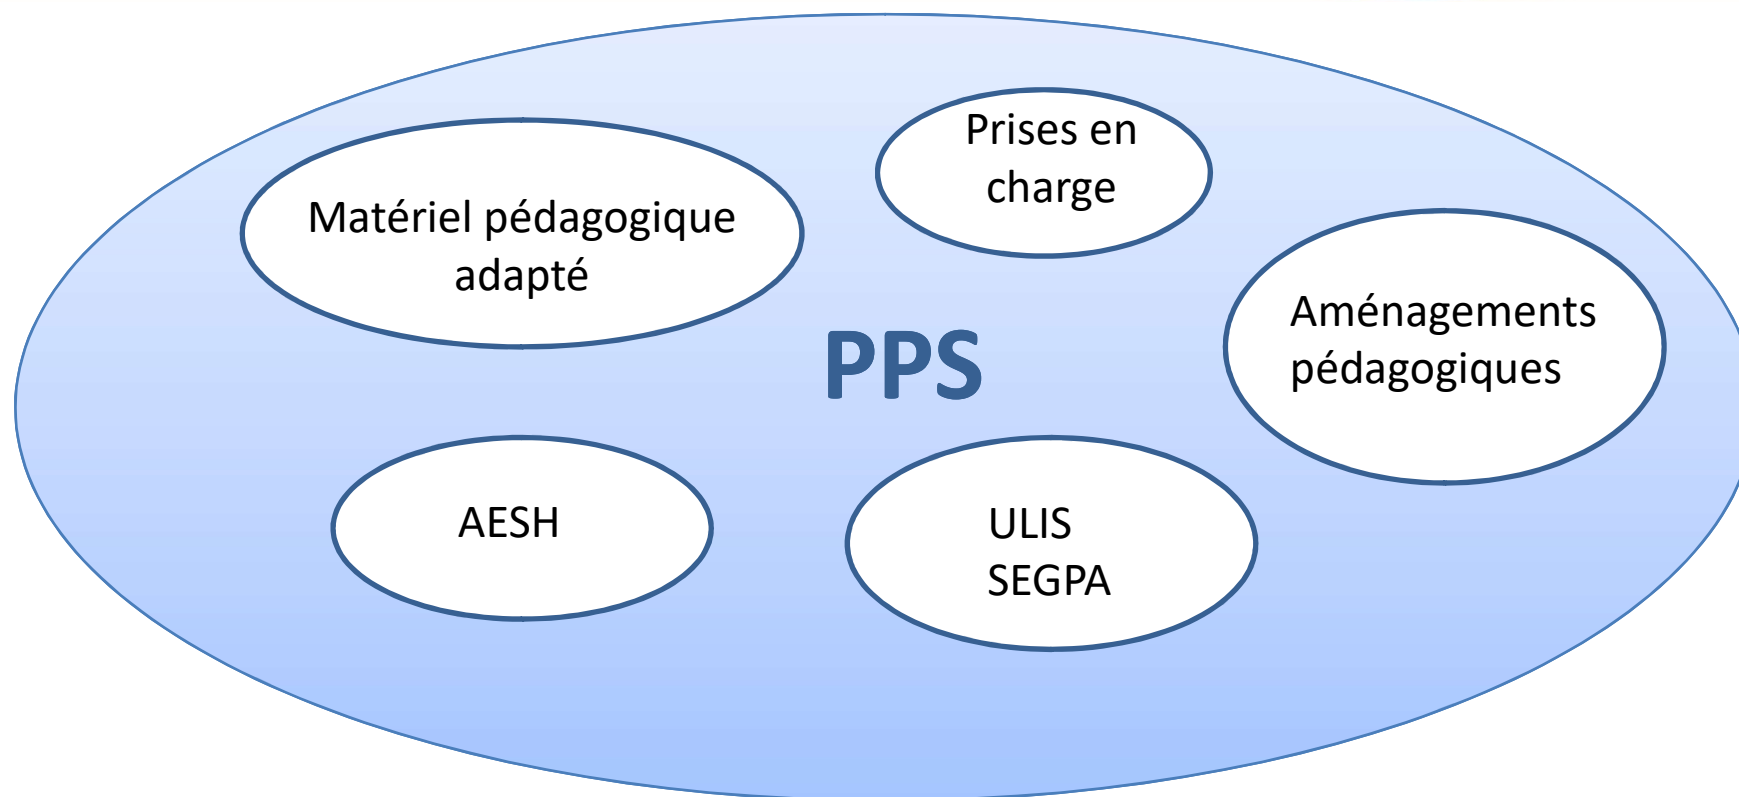 Prises en
charge
Matériel pédagogique
adapté
Aménagements
pédagogiques
PPS
AESH
ULIS
SEGPA